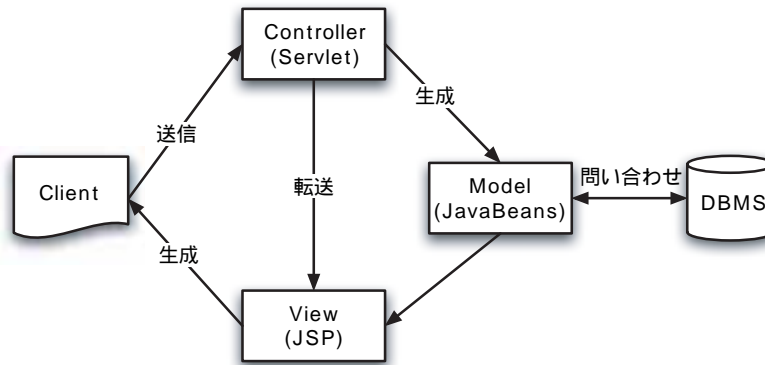 Controller
(Servlet)
生成
送信
Client
転送
Model
(JavaBeans)
問い合わせ
DBMS
生成
View
(JSP)